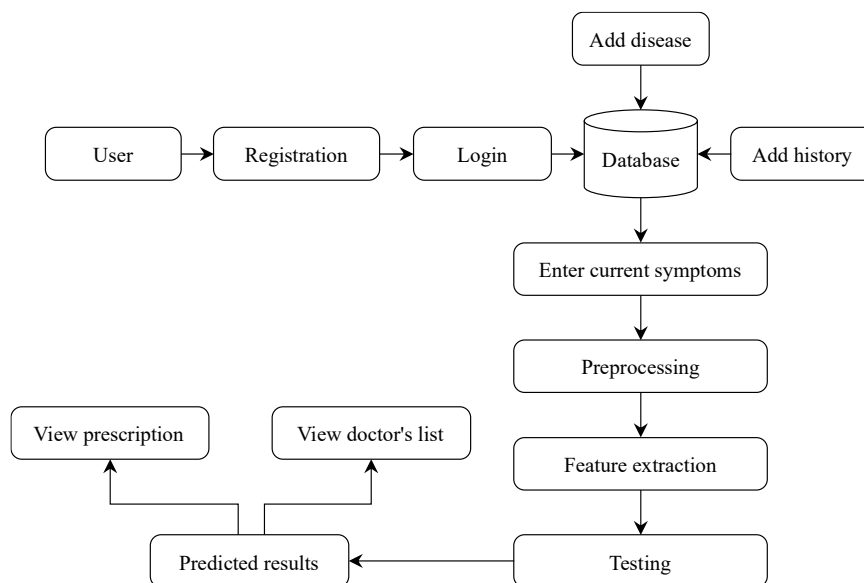 Add disease
User
Registration
Login
Database
Add history
Enter current symptoms
Preprocessing
View prescription
View doctor's list
Feature extraction
Predicted results
Testing